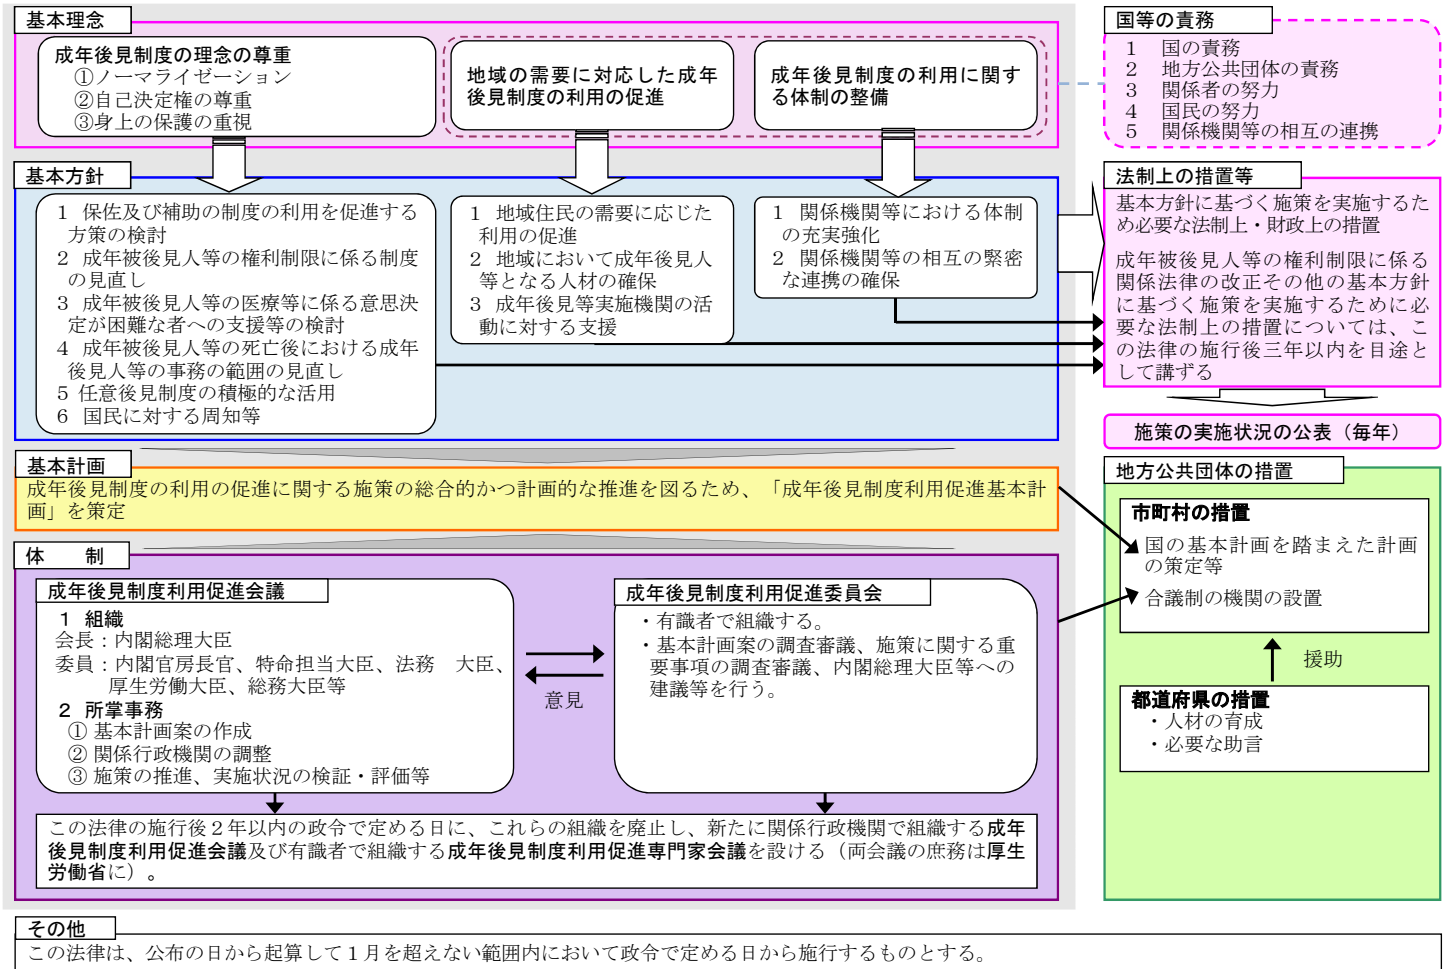 基本理念
成年後見制度の理念の尊重
①ノーマライゼーション
②自己決定権の尊重
③身上の保護の重視
地域の需要に対応した成年
後見制度の利用の促進
成年後見制度の利用に関す
る体制の整備
国等の責務
1 国の責務
2 地方公共団体の責務
3 関係者の努力
4 国民の努力
5 関係機関等の相互の連携
基本方針
1 保佐及び補助の制度の利用を促進する
方策の検討
2 成年被後見人等の権利制限に係る制度
の見直し
3 成年被後見人等の医療等に係る意思決
定が困難な者への支援等の検討
4 成年被後見人等の死亡後における成年
後見人等の事務の範囲の見直し
5 任意後見制度の積極的な活用
6 国民に対する周知等
1 地域住民の需要に応じた
利用の促進
2 地域において成年後見人
等となる人材の確保
3 成年後見等実施機関の活
動に対する支援
1 関係機関等における体制
の充実強化
2 関係機関等の相互の緊密
な連携の確保
法制上の措置等
基本方針に基づく施策を実施するた
め必要な法制上・財政上の措置
成年被後見人等の権利制限に係る
関係法律の改正その他の基本方針
に基づく施策を実施するために必
要な法制上の措置については、こ
の法律の施行後三年以内を目途と
して講ずる
施策の実施状況の公表（毎年）
基本計画
成年後見制度の利用の促進に関する施策の総合的かつ計画的な推進を図るため、「成年後見制度利用促進基本計
画」を策定
地方公共団体の措置
市町村の措置
国の基本計画を踏まえた計画
の策定等
合議制の機関の設置
援助
都道府県の措置
・人材の育成
・必要な助言
体 制
成年後見制度利用促進会議
1 組織
会長：内閣総理大臣
委員：内閣官房長官、特命担当大臣、法務 大臣、
厚生労働大臣、総務大臣等
2 所掌事務
① 基本計画案の作成
② 関係行政機関の調整
③ 施策の推進、実施状況の検証・評価等
意見
成年後見制度利用促進委員会
・有識者で組織する。
・基本計画案の調査審議、施策に関する重
要事項の調査審議、内閣総理大臣等への
建議等を行う。
この法律の施行後２年以内の政令で定める日に、これらの組織を廃止し、新たに関係行政機関で組織する成年
後見制度利用促進会議及び有識者で組織する成年後見制度利用促進専門家会議を設ける（両会議の庶務は厚生
労働省に）。
その他
この法律は、公布の日から起算して１月を超えない範囲内において政令で定める日から施行するものとする。